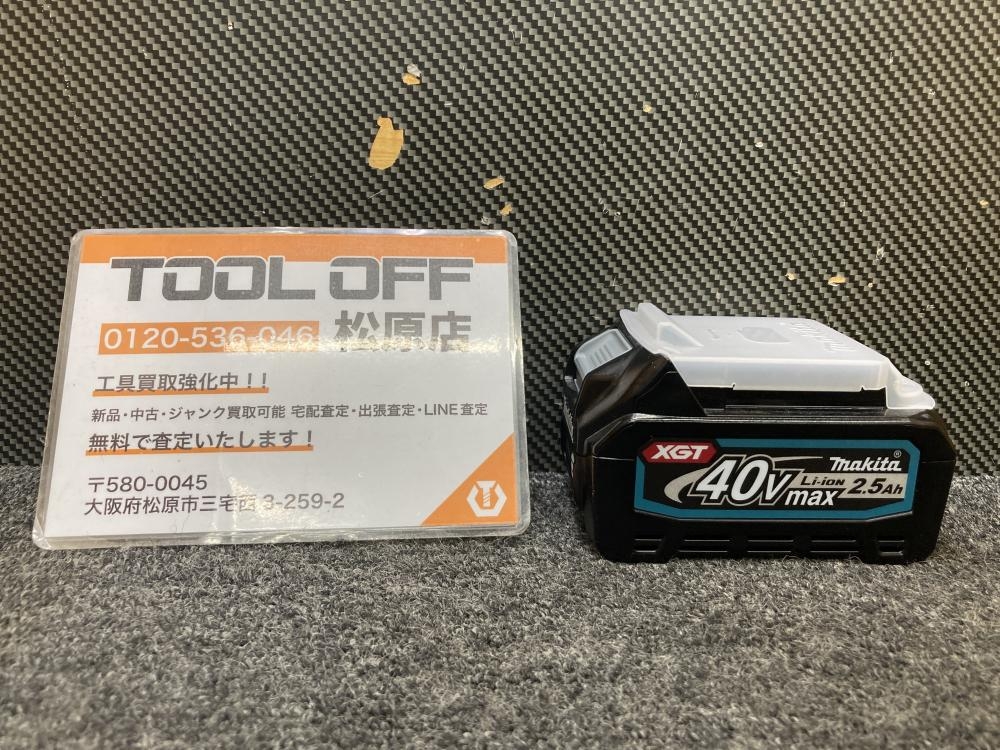 TOOL OFF
0120-536-046 松原店
工具買取強化中!!
新品・中古・ジャンク買取可能 宅配査定・出張査定・LINE査定
無料で査定いたします!
〒580-0045
大阪府松原市三宅西3-259-2
XGT
40Vmax
makita®
Li-ion 2.5Ah